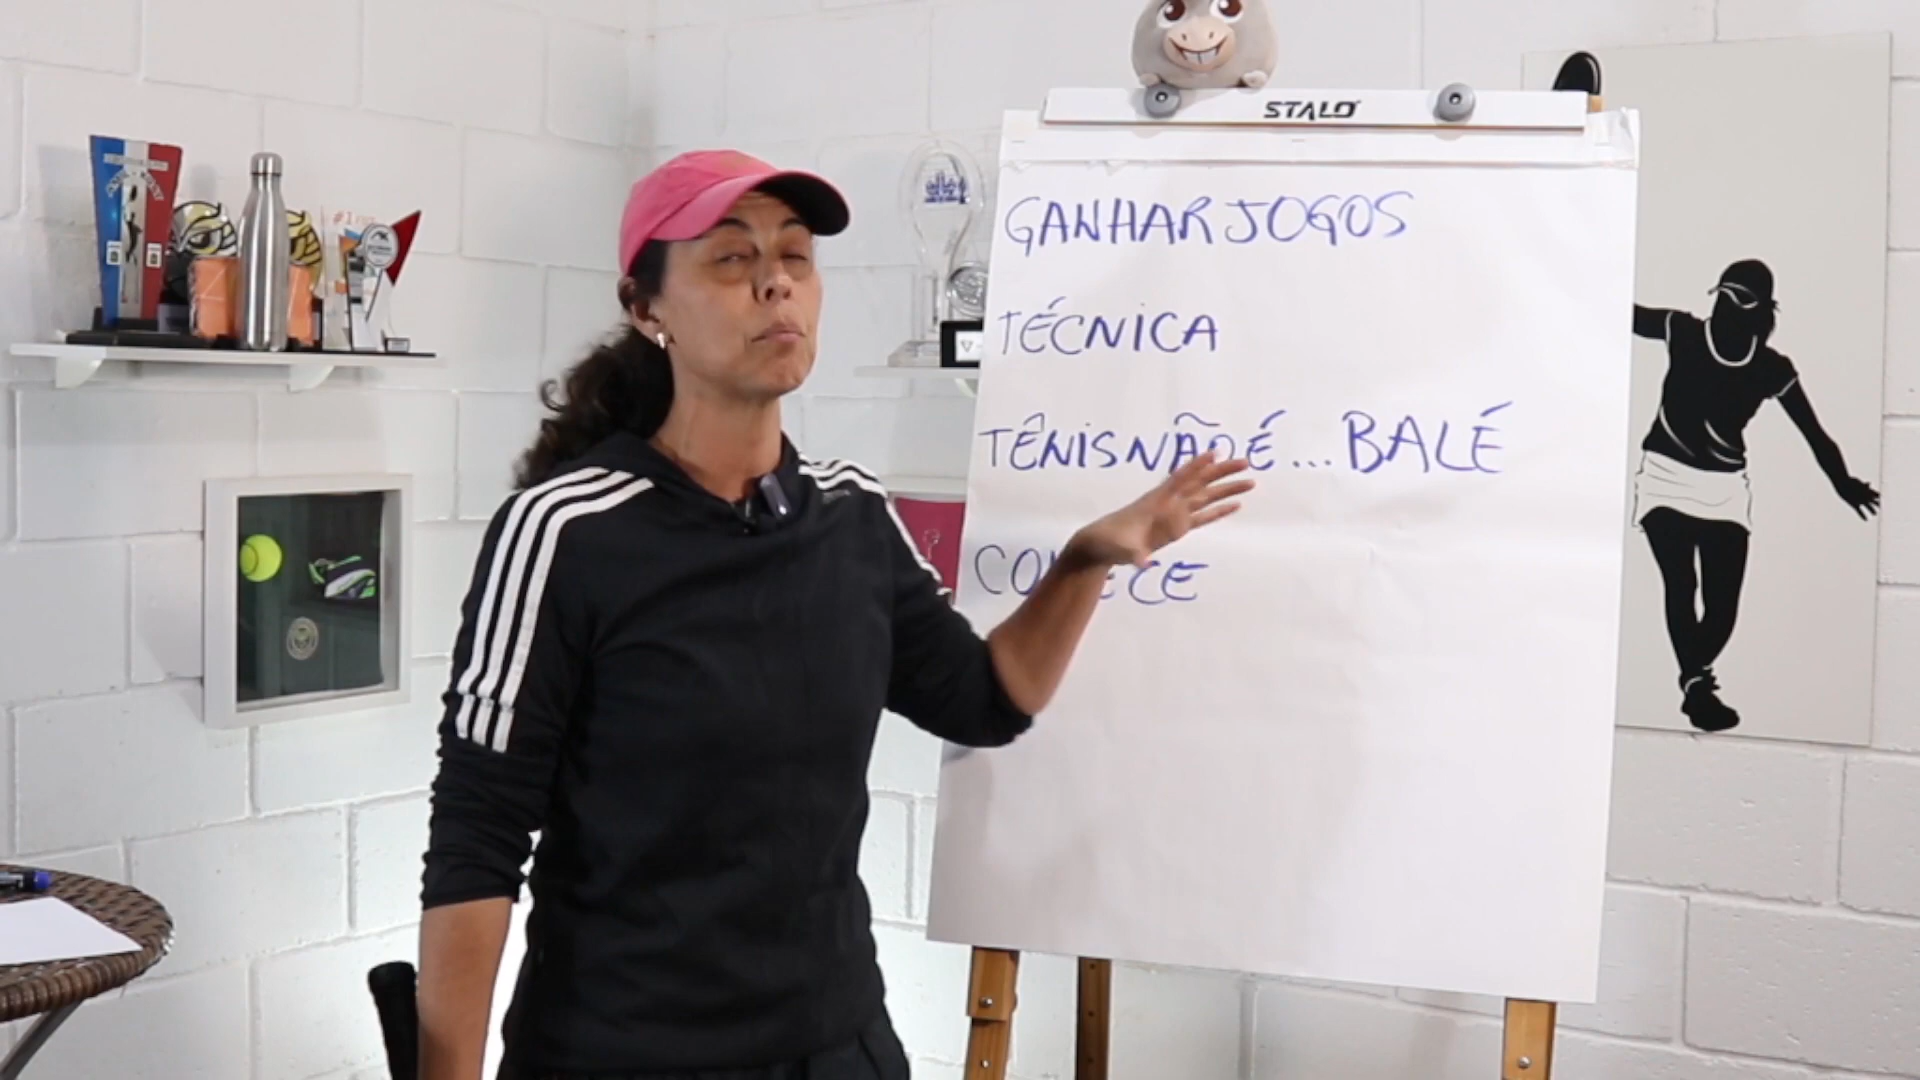 STALO
GANHAR JOGOS
TÉCNICA
TÊNIS NÃO É... BALÉ